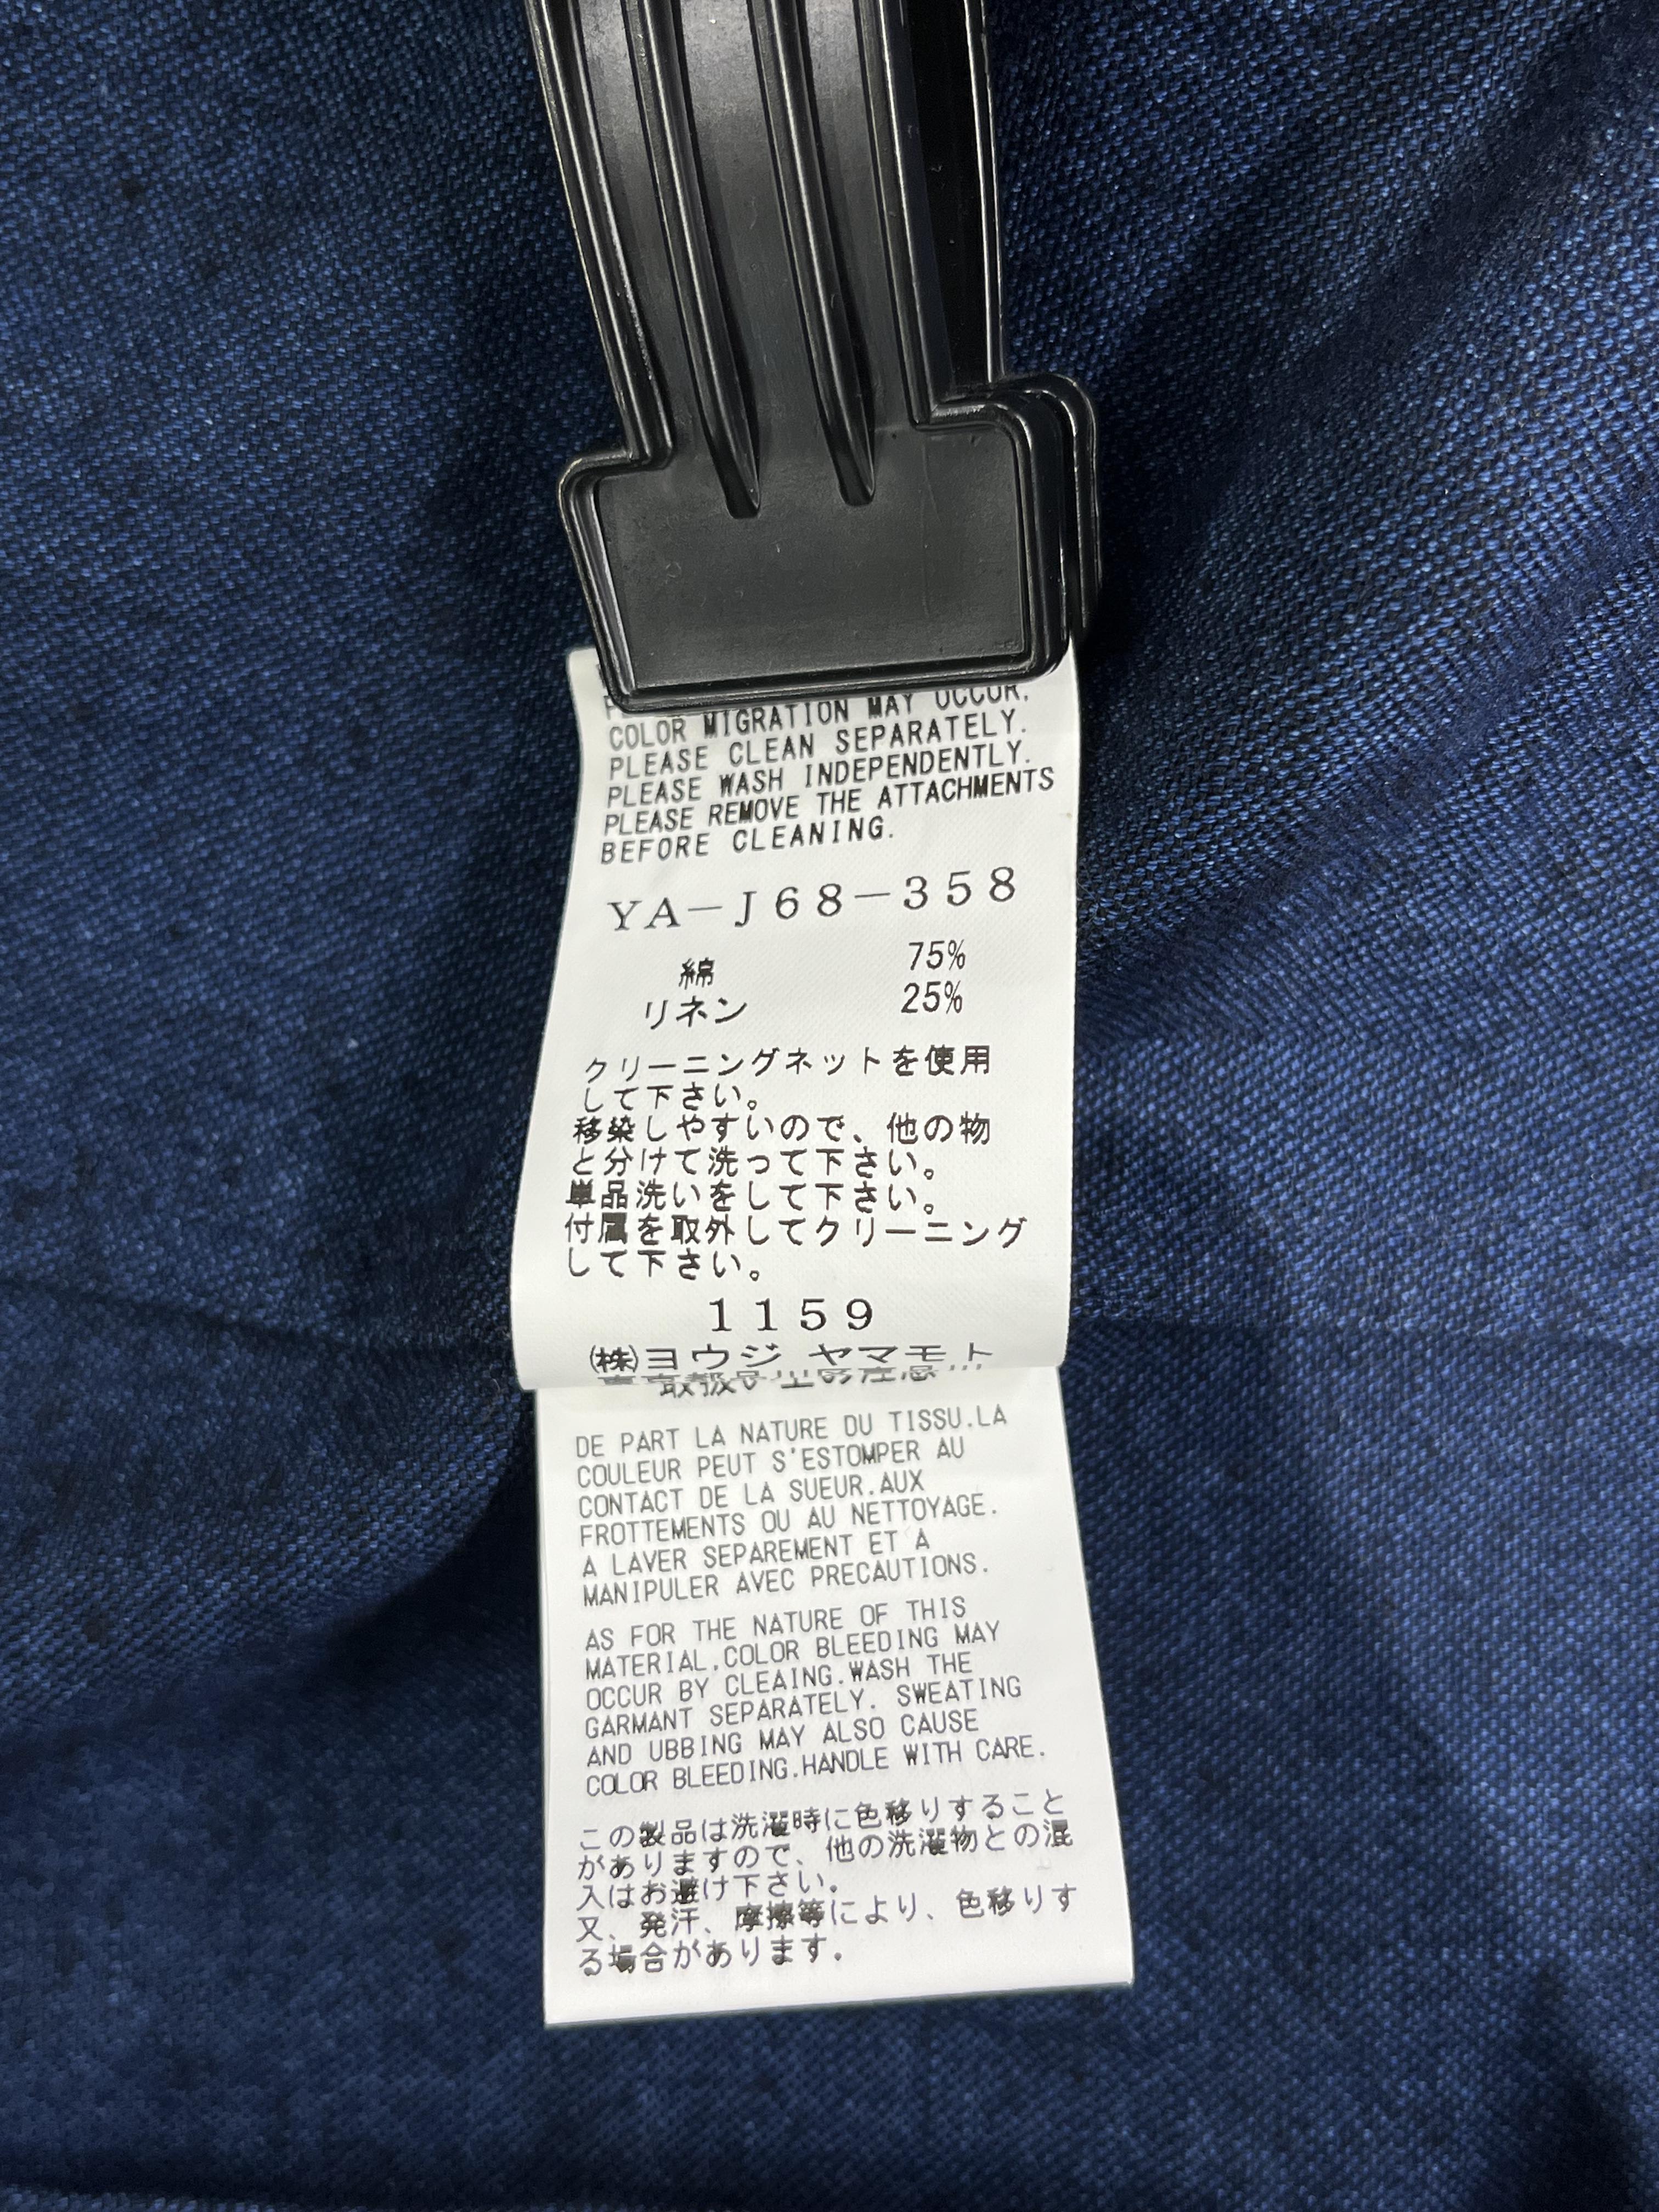 MAY OCCUR.
COLOR MIGRATION MAY OCCUR.
PLEASE CLEAN SEPARATELY.
PLEASE WASH INDEPENDENTLY.
PLEASE REMOVE THE ATTACHMENTS
BEFORE CLEANING.
YA-J68-358
綿 75%
リネン 25%
クリーニングネットを使用
して下さい。
移染しやすいので、他の物
と分けて洗って下さい。
単品洗いをして下さい。
付属を取外してクリーニング
して下さい。
1159
㈱ヨウジ ヤマモト
DE PART LA NATURE DU TISSU.LA
COULEUR PEUT S'ESTOMPER AU
CONTACT DE LA SUEUR.AUX
FROTTEMENTS OU AU NETTOYAGE.
A LAVER SEPAREMENT ET A
MANIPULER AVEC PRECAUTIONS.
AS FOR THE NATURE OF THIS
MATERIAL,COLOR BLEEDING MAY
OCCUR BY CLEAING.WASH THE
GARMANT SEPARATELY. SWEATING
AND UBBING MAY ALSO CAUSE
COLOR BLEEDING.HANDLE WITH CARE.
この製品は洗濯時に色移りすること
がありますので、他の洗濯物との混
入はお避け下さい。
又、発汗、摩擦等により、色移りす
る場合があります。